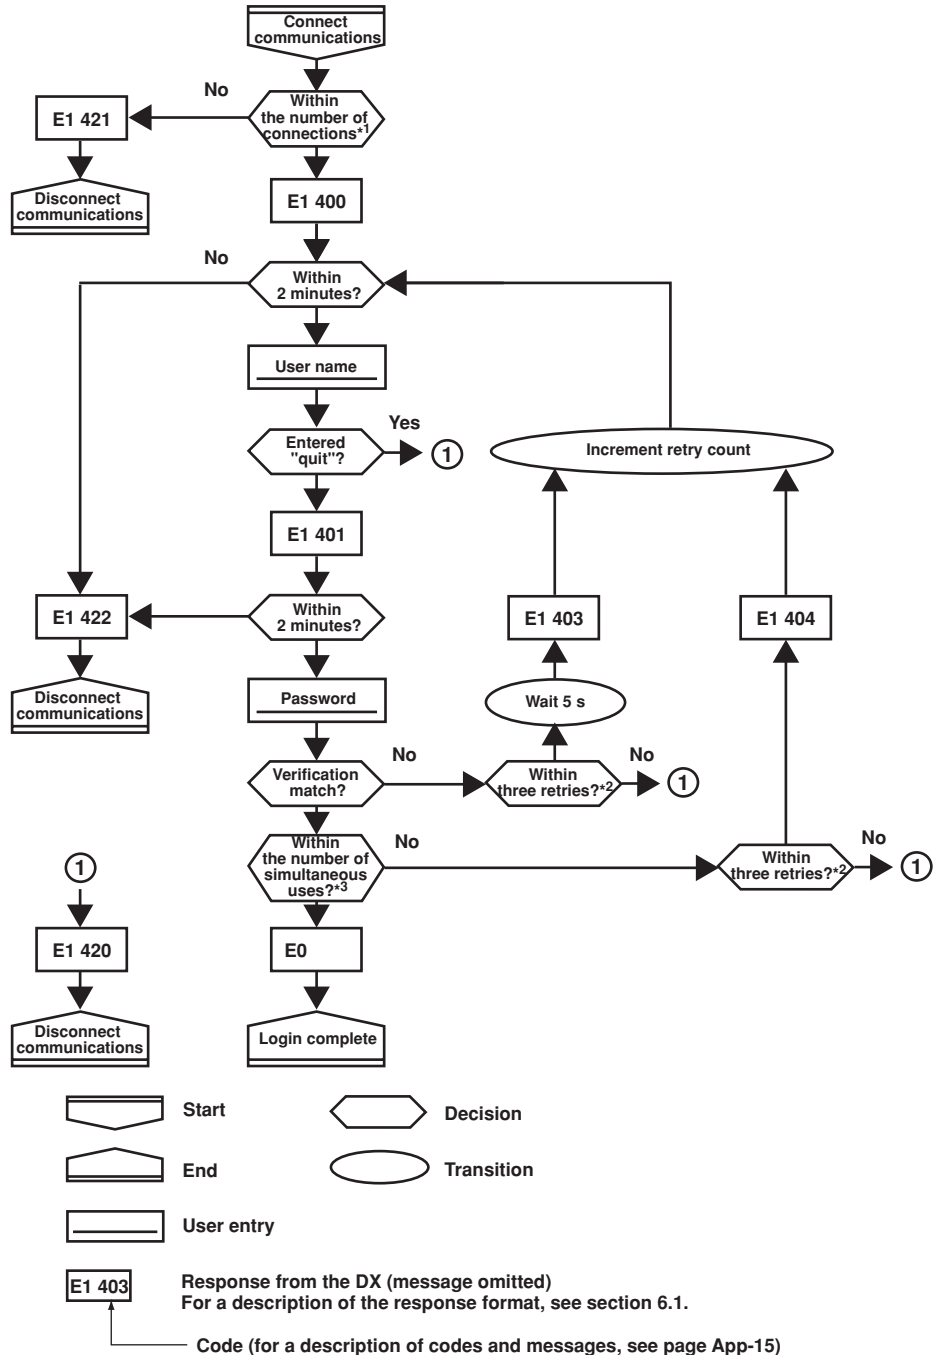 Connect
communications
No
Within
the number of
connections*1
E1 421
Disconnect
communications
E1 400
No
Within
2 minutes?
User name
Entered
"quit"?
Yes
1
Increment retry count
E1 401
E1 422
Within
2 minutes?
E1 403
E1 404
Disconnect
communications
Password
Wait 5 s
Verification
match?
No
Within
three retries?*2
No
1
Within
the number of
simultaneous
uses?*3
No
Within
three retries?*2
No
1
1
E1 420
E0
Disconnect
communications
Login complete
Start
Decision
End
Transition
User entry
E1 403
Response from the DX (message omitted)
For a description of the response format, see section 6.1.
Code (for a description of codes and messages, see page App-15)